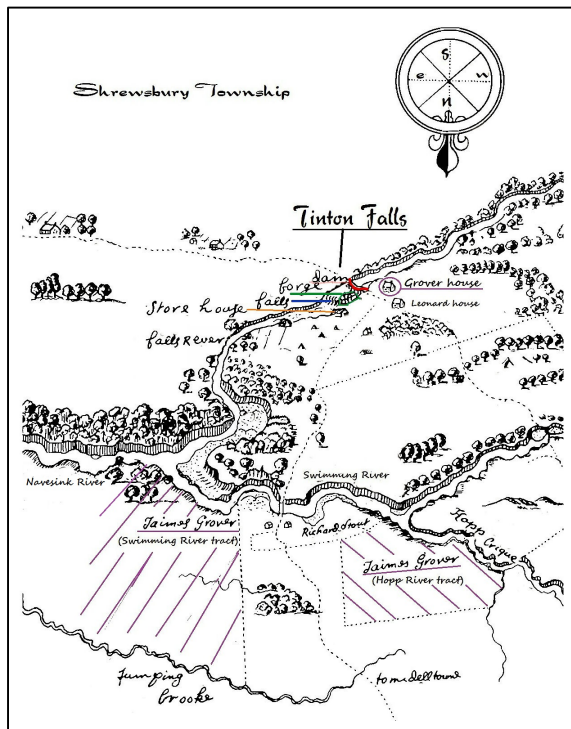 Shrewsbury Township
s
e w
n
Tinton Falls
dam
forge
falls
Store house
falls River
Grover house
Leonard house
Navesink River
Swimming River
Jaimes Grover
(Swimming River tract)
Richard Stout
Hopp Crique
Jaimes Grover
(Hopp River tract)
Jumping
brooke
to midelltowne